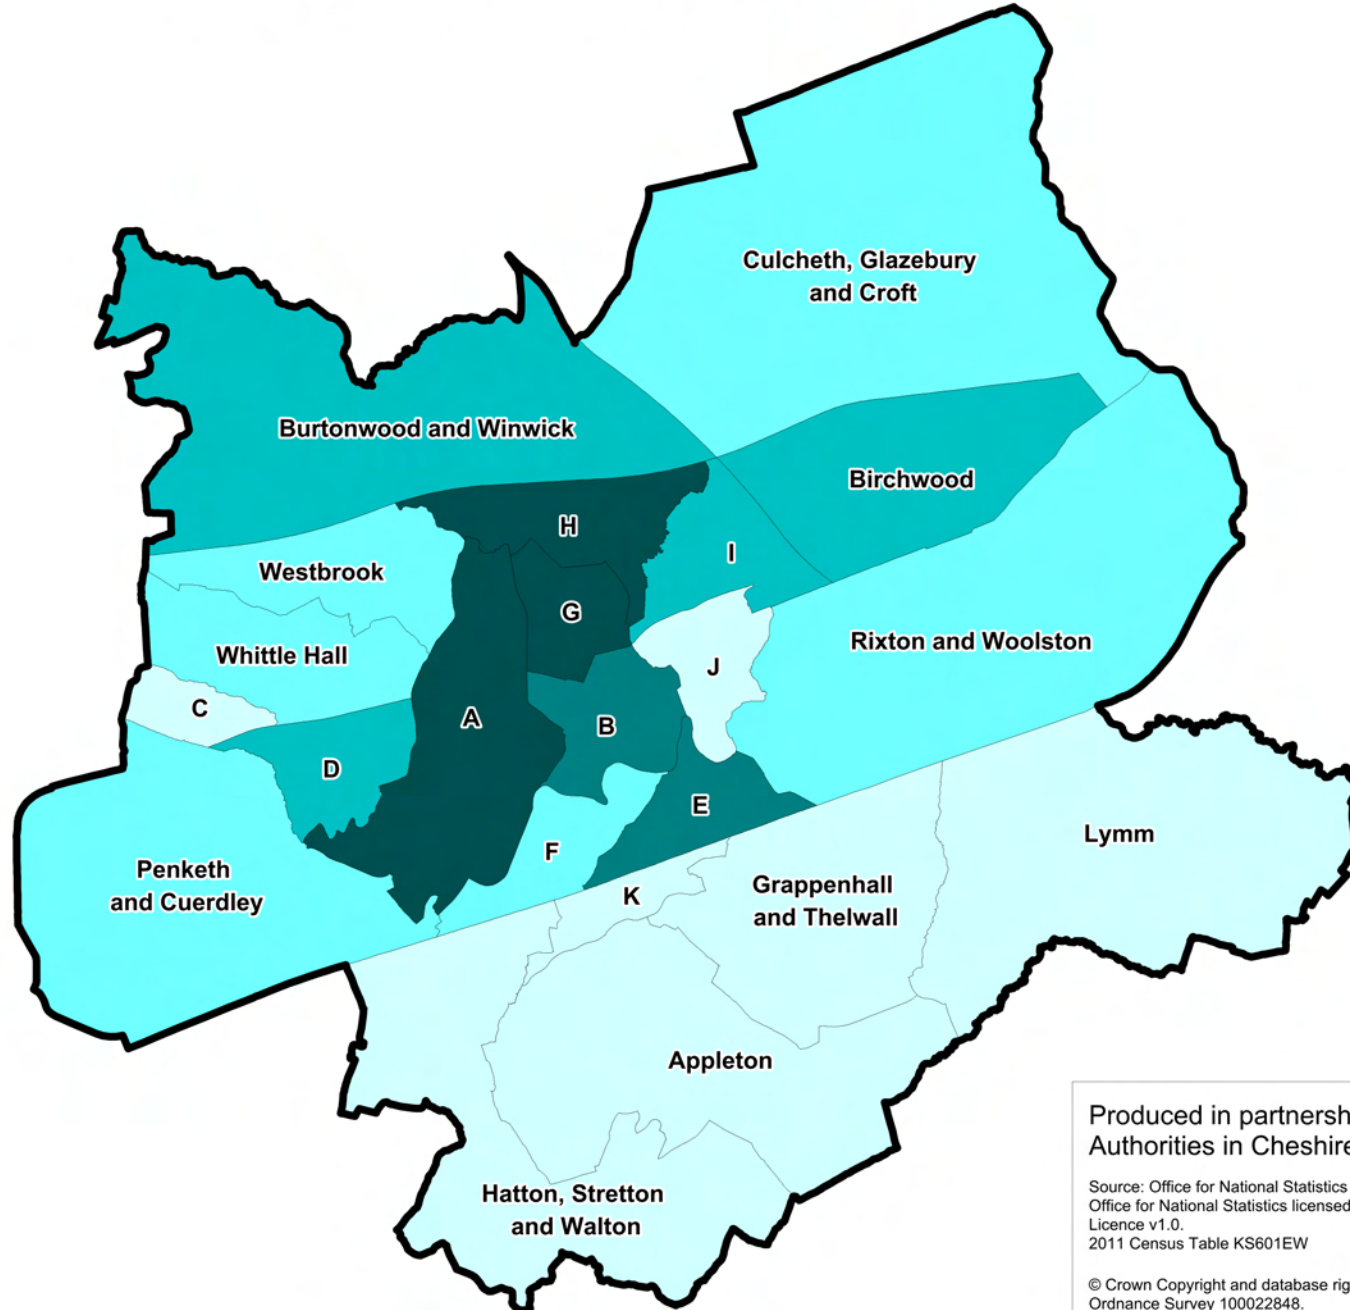 Culcheth, Glazebury
and Croft
Burtonwood and Winwick
Birchwood
H
I
Westbrook
G
Rixton and Woolston
Whittle Hall
J
C
A
B
D
E
Lymm
F
Penketh
and Cuerdley
Grappenhall
and Thelwall
K
Appleton
Hatton, Stretton
and Walton
Produced in partnersh
Authorities in Cheshire
Source: Office for National Statistics
Office for National Statistics licensed
Licence v1.0.
2011 Census Table KS601EW
© Crown Copyright and database rig
Ordnance Survey 100022848.